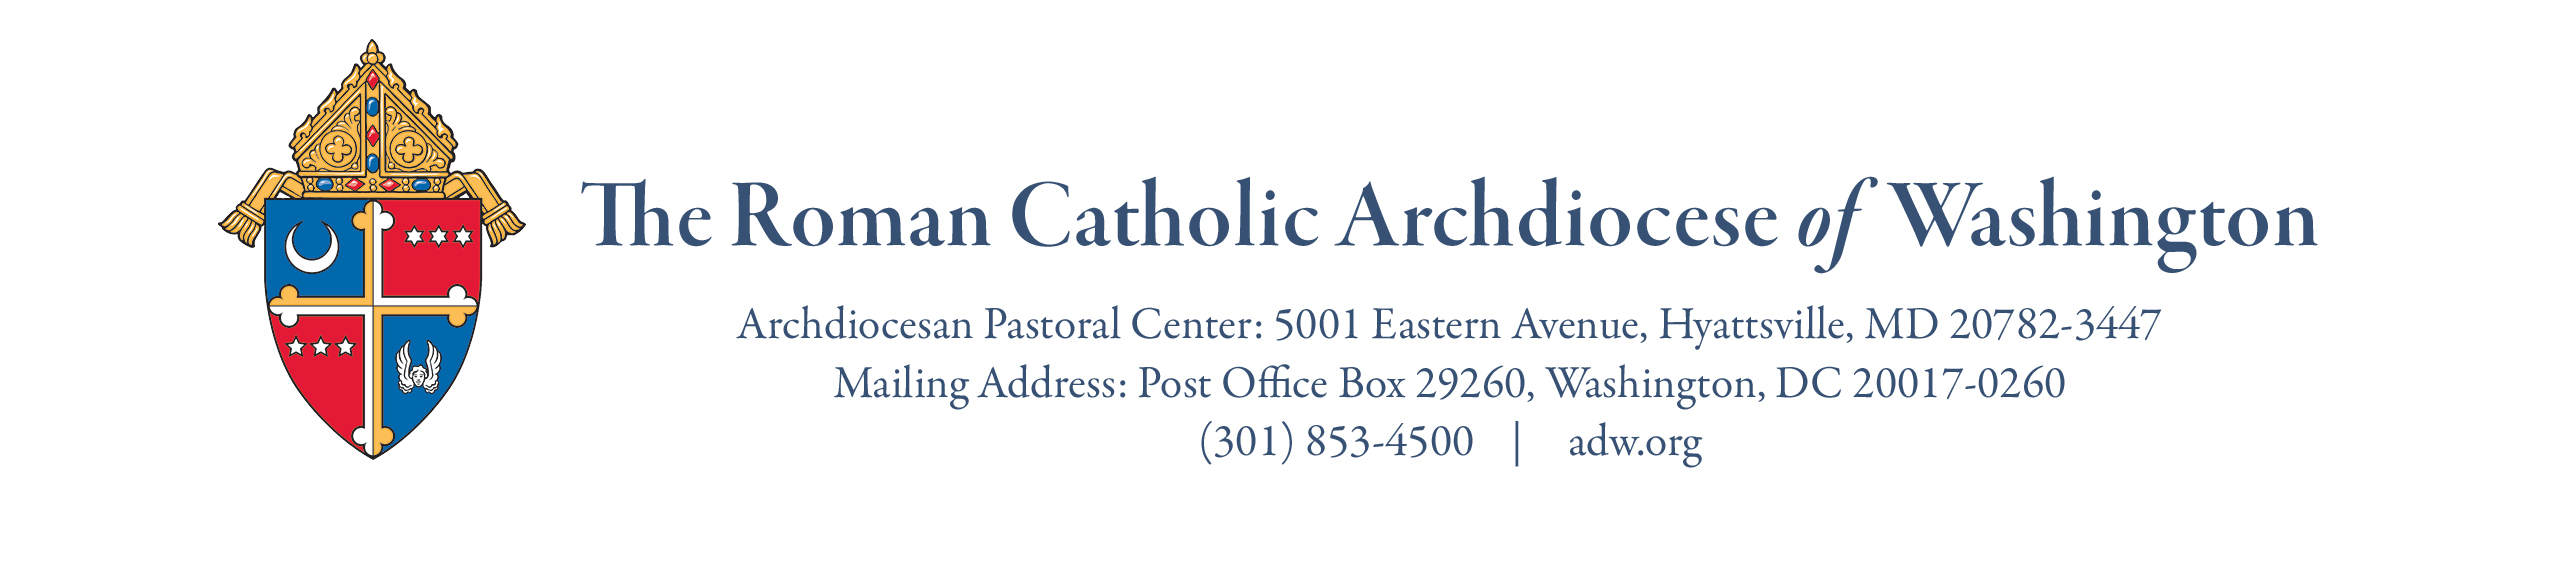 The Roman Catholic Archdiocese of Washington
Archdiocesan Pastoral Center: 5001 Eastern Avenue, Hyattsville, MD 20782-3447
Mailing Address: Post Office Box 29260, Washington, DC 20017-0260
(301) 853-4500 | adw.org